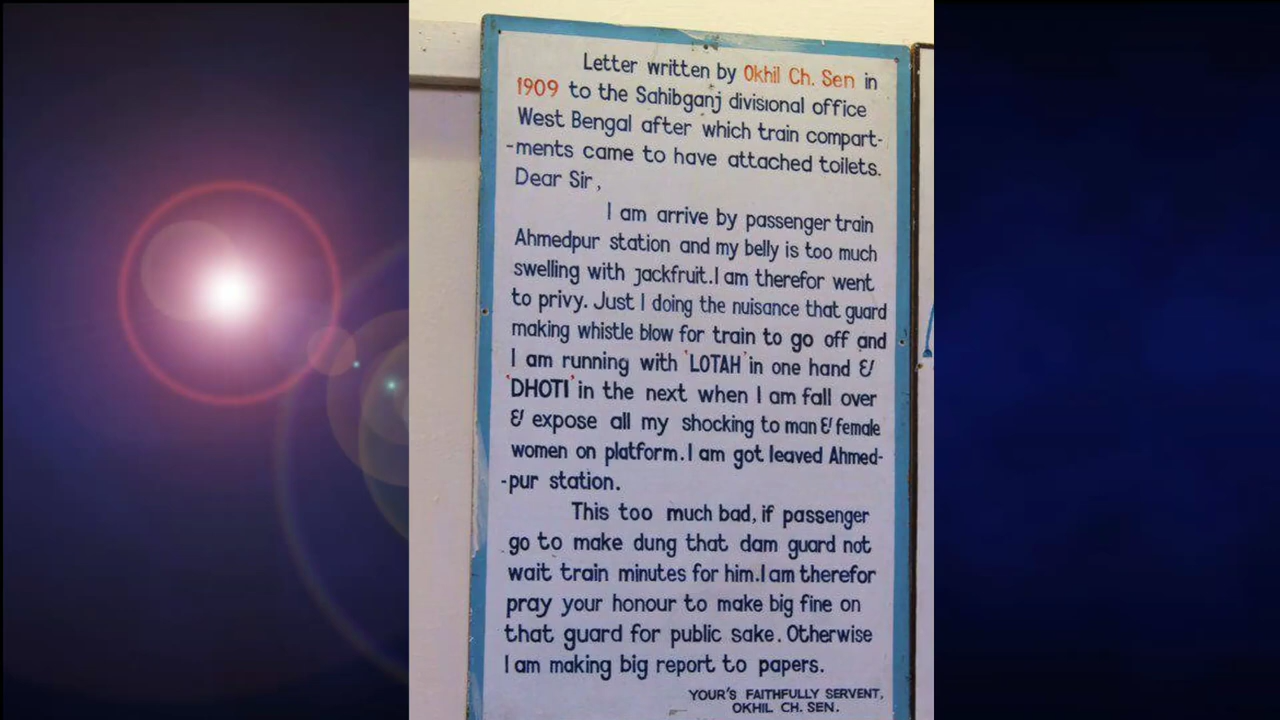 Letter written by Okhil Ch. Sen in
1909 to the Sahibganj divisional office
West Bengal after which train compart-
-ments came to have attached toilets.
Dear Sir,
I am arrive by passenger train
Ahmedpur station and my belly is too much
swelling with jackfruit. I am therefor went
to privy. Just I doing the nuisance that guard
making whistle blow for train to go off and
I am running with 'LOTAH' in one hand &
'DHOTI' in the next when I am fall over
& expose all my shocking to man & female
women on platform. I am got leaved Ahmed-
-pur station.
This too much bad, if passenger
go to make dung that dam guard not
wait train minutes for him. I am therefor
pray your honour to make big fine on
that guard for public sake. Otherwise
I am making big report to papers.
YOUR'S FAITHFULLY SERVENT,
OKHIL CH. SEN.